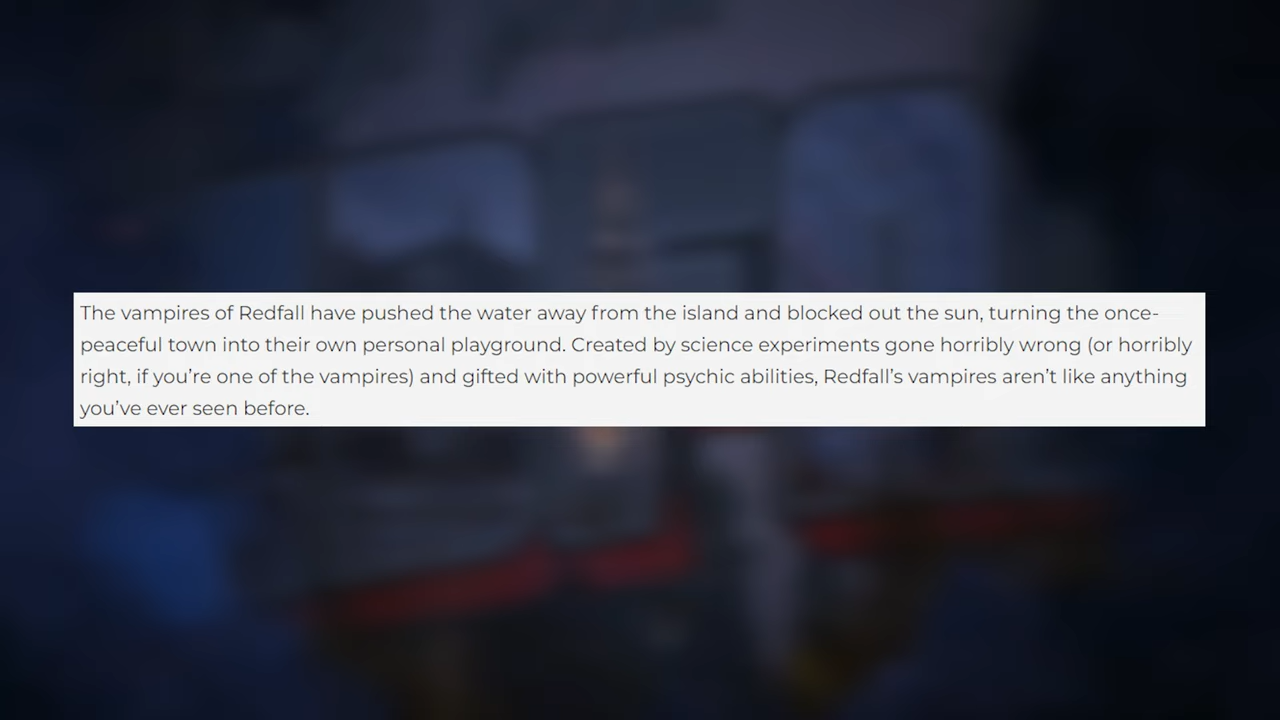 The vampires of Redfall have pushed the water away from the island and blocked out the sun, turning the once-
peaceful town into their own personal playground. Created by science experiments gone horribly wrong (or horribly
right, if you’re one of the vampires) and gifted with powerful psychic abilities, Redfall’s vampires aren’t like anything
you’ve ever seen before.